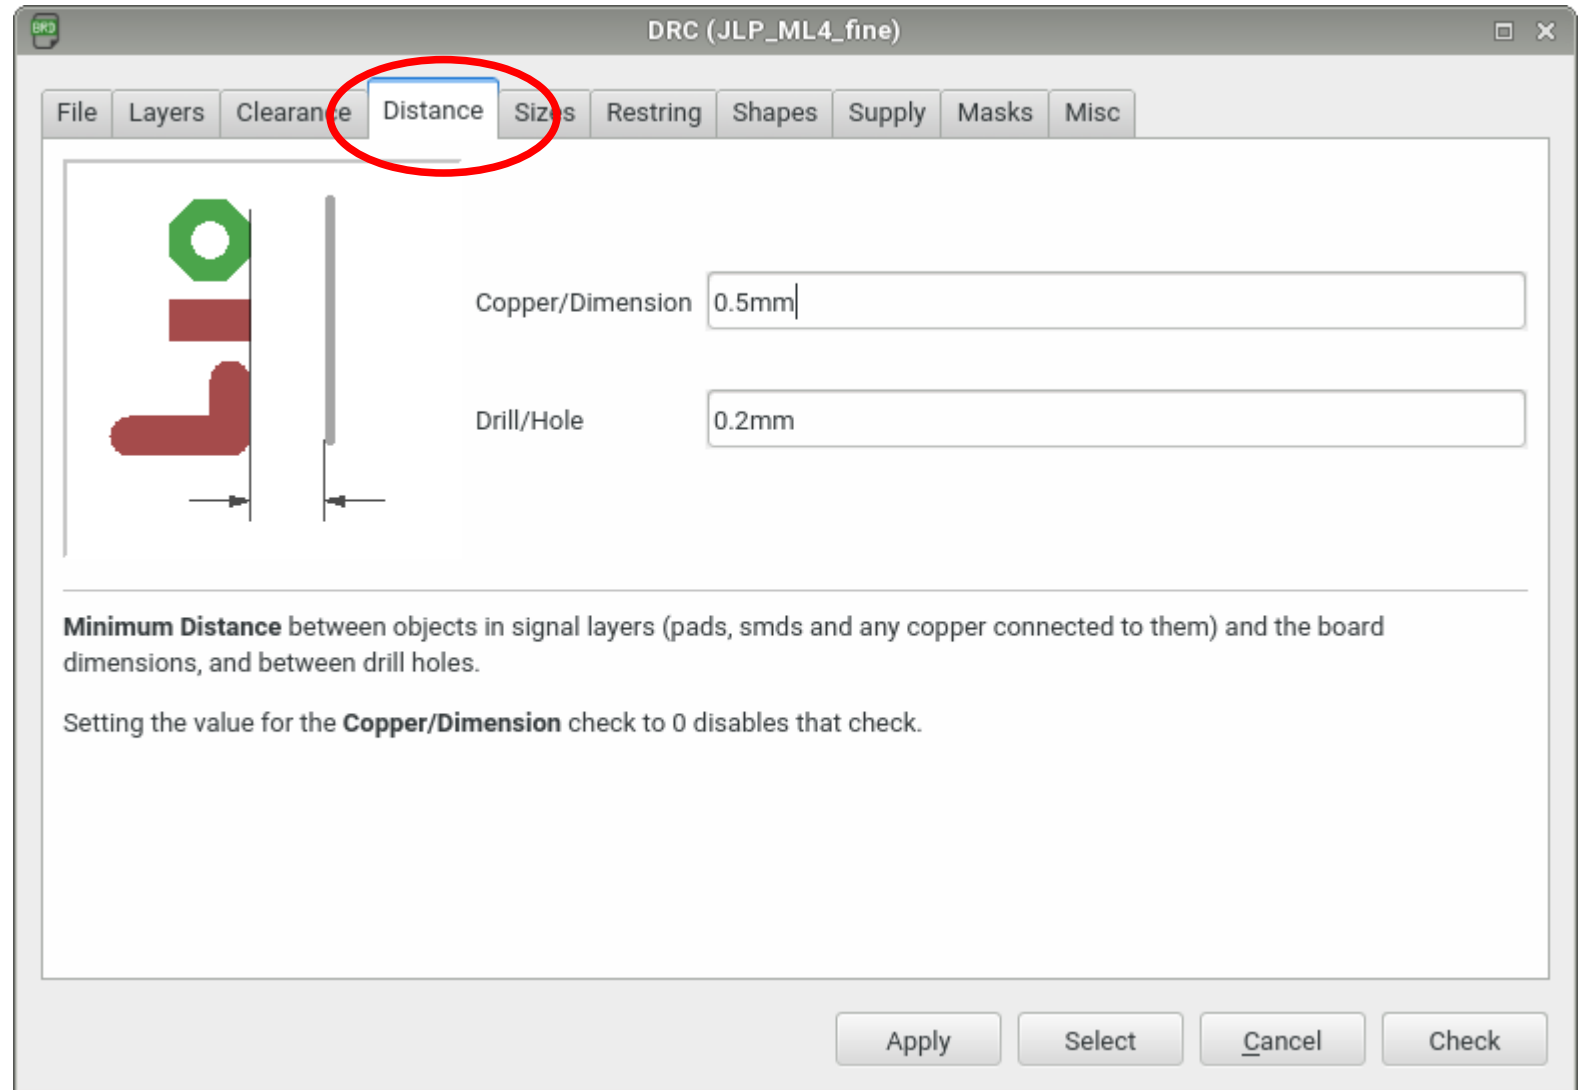 BRD
DRC (JLP_ML4_fine)
File Layers Clearance Distance Sizes Restring Shapes Supply Masks Misc
Copper/Dimension 0.5mm
Drill/Hole 0.2mm
Minimum Distance between objects in signal layers (pads, smds and any copper connected to them) and the board
dimensions, and between drill holes.
Setting the value for the Copper/Dimension check to 0 disables that check.
Apply Select Cancel Check